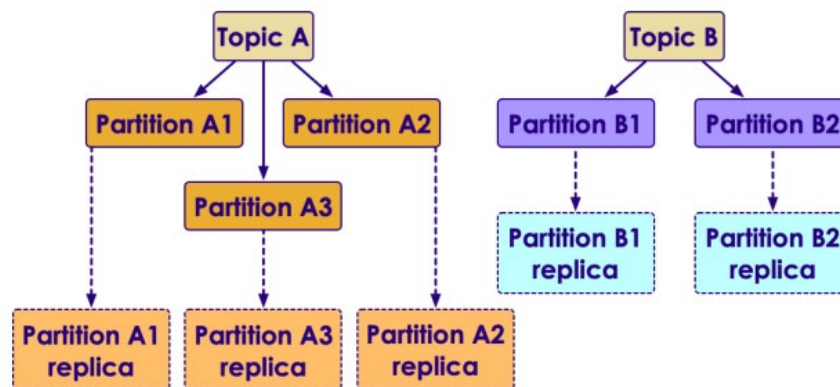 Topic A
Topic B
Partition A1
Partition A2
Partition B1
Partition B2
Partition A3
Partition B1
replica
Partition B2
replica
Partition A1
replica
Partition A3
replica
Partition A2
replica